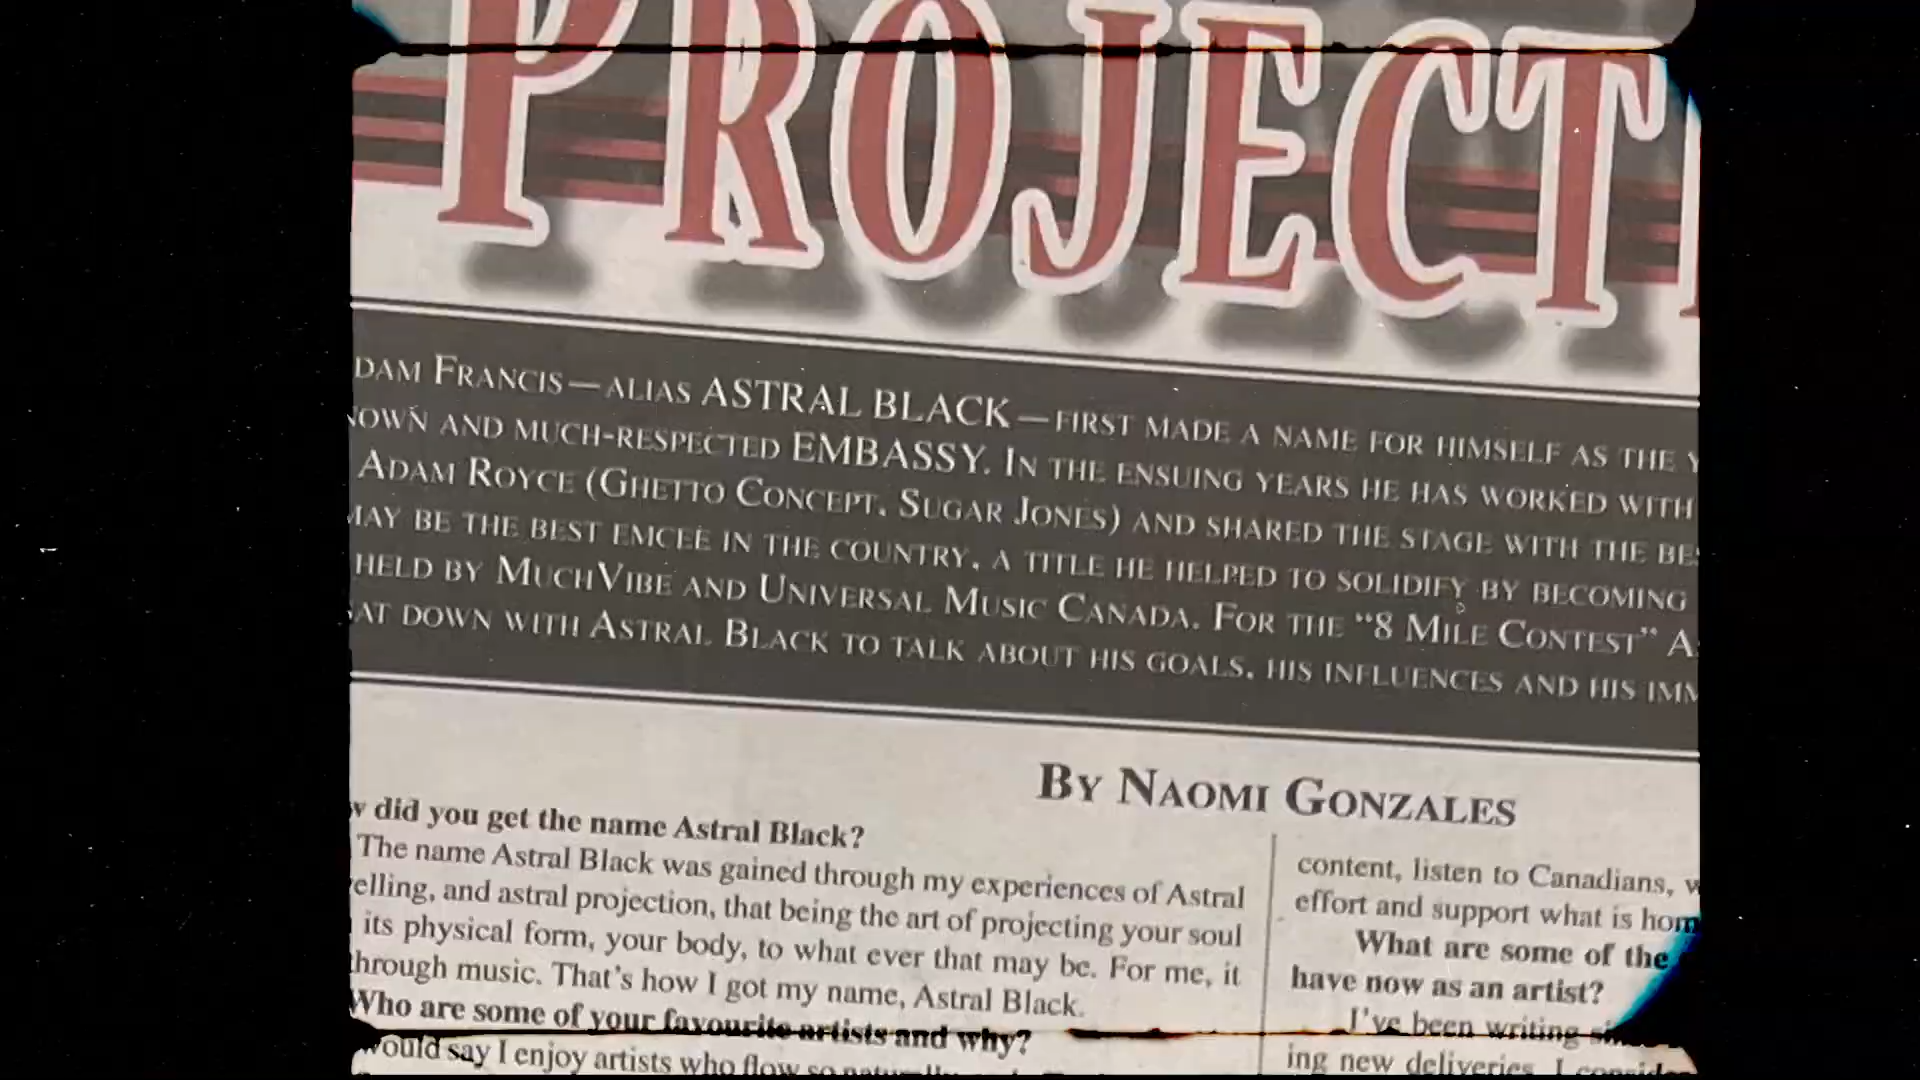 PROJECT
DAM FRANCIS—ALIAS ASTRAL BLACK—FIRST MADE A NAME FOR HIMSELF AS THE
OWN AND MUCH-RESPECTED EMBASSY. IN THE ENSUING YEARS HE HAS WORKED WITH
ADAM ROYCE (GHETTO CONCEPT, SUGAR JONES) AND SHARED THE STAGE WITH THE BE
MAY BE THE BEST EMCEE IN THE COUNTRY, A TITLE HE HELPED TO SOLIDIFY BY BECOMING
HELD BY MUCHVIBE AND UNIVERSAL MUSIC CANADA. FOR THE "8 MILE CONTEST" A
AT DOWN WITH ASTRAL BLACK TO TALK ABOUT HIS GOALS, HIS INFLUENCES AND HIS IMM
BY NAOMI GONZALES
w did you get the name Astral Black?
The name Astral Black was gained through my experiences of Astral
elling, and astral projection, that being the art of projecting your soul
its physical form, your body, to what ever that may be. For me, it
through music. That's how I got my name, Astral Black.
Who are some of your favourite artists and why?
would say I enjoy artists who flow so
content, listen to Canadians, w
effort and support what is hom
What are some of the
have now as an artist?
I've been writing
ing new deliveries. I